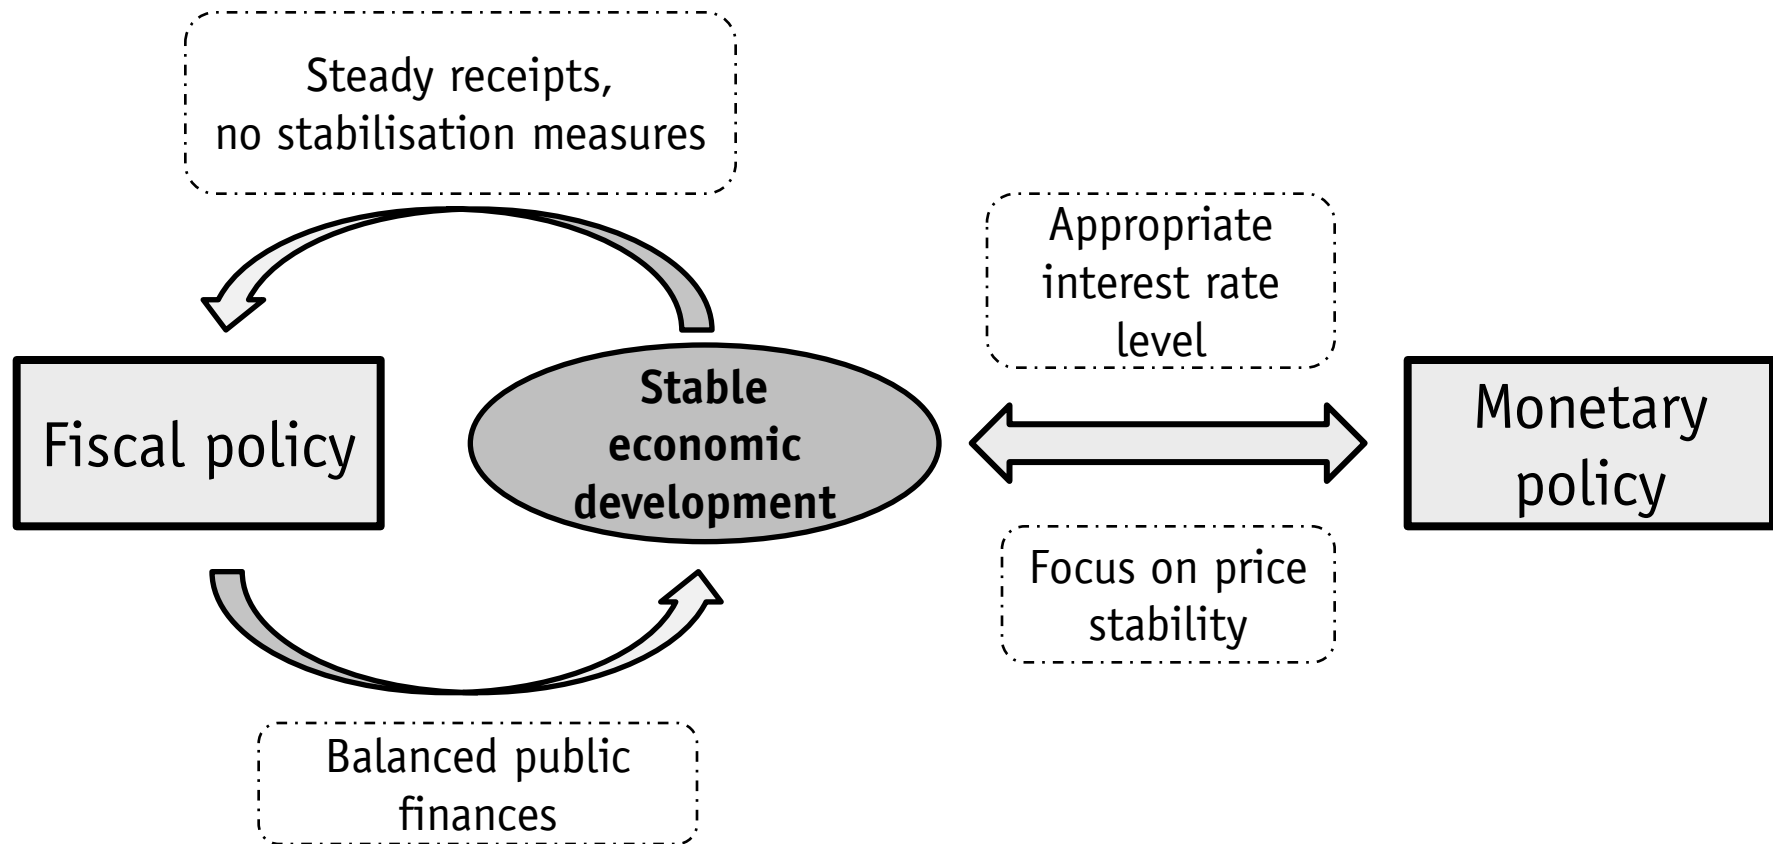 Steady receipts,
no stabilisation measures
Appropriate
interest rate
level
Fiscal policy
Stable
economic
development
Monetary
policy
Focus on price
stability
Balanced public
finances